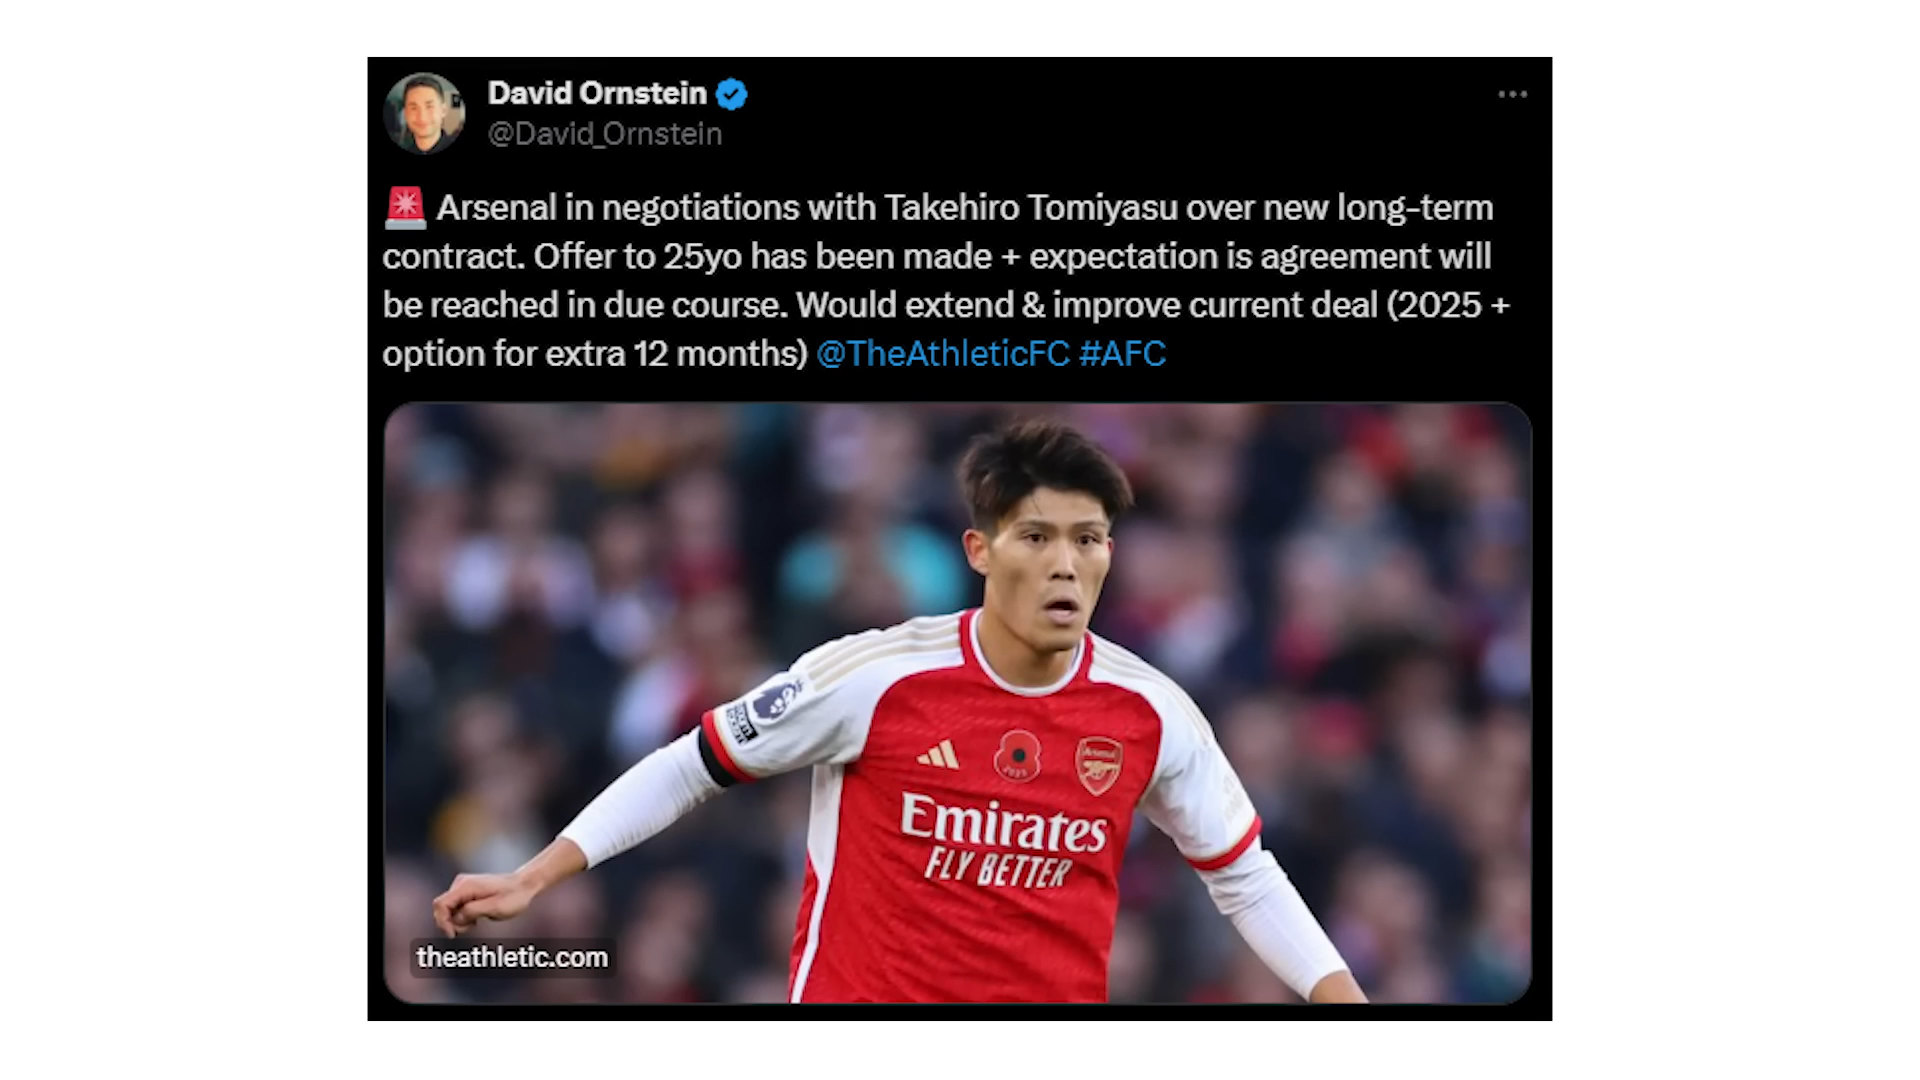 David Ornstein
@David_Ornstein
🚨 Arsenal in negotiations with Takehiro Tomiyasu over new long-term
contract. Offer to 25yo has been made + expectation is agreement will
be reached in due course. Would extend & improve current deal (2025 +
option for extra 12 months) @TheAthleticFC #AFC
Arsenal
Emirates
FLY BETTER
theathletic.com